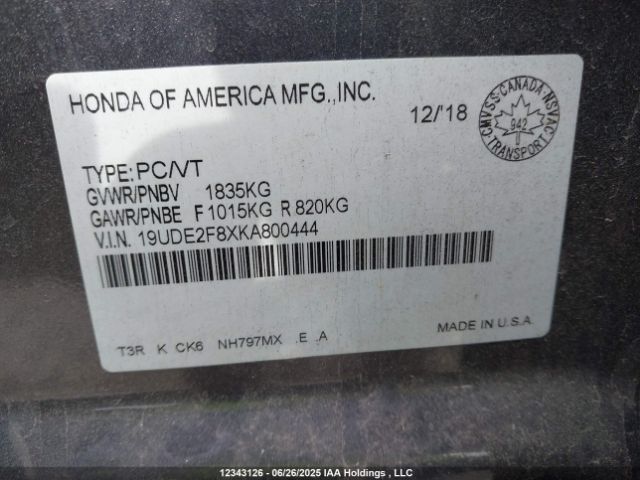 HONDA OF AMERICA MFG.,INC.
12/'18
CMVSS·CANADA·NSVAC
942
TRANSPORT
TYPE: PC/VT
GVWR/PNBV 1835KG
GAWR/PNBE F 1015KG R 820KG
V.I.N. 19UDE2F8XKA800444
T3R K CK6 NH797MX .E .A
MADE IN U.S.A.
12343126 - 06/26/2025 IAA Holdings , LLC